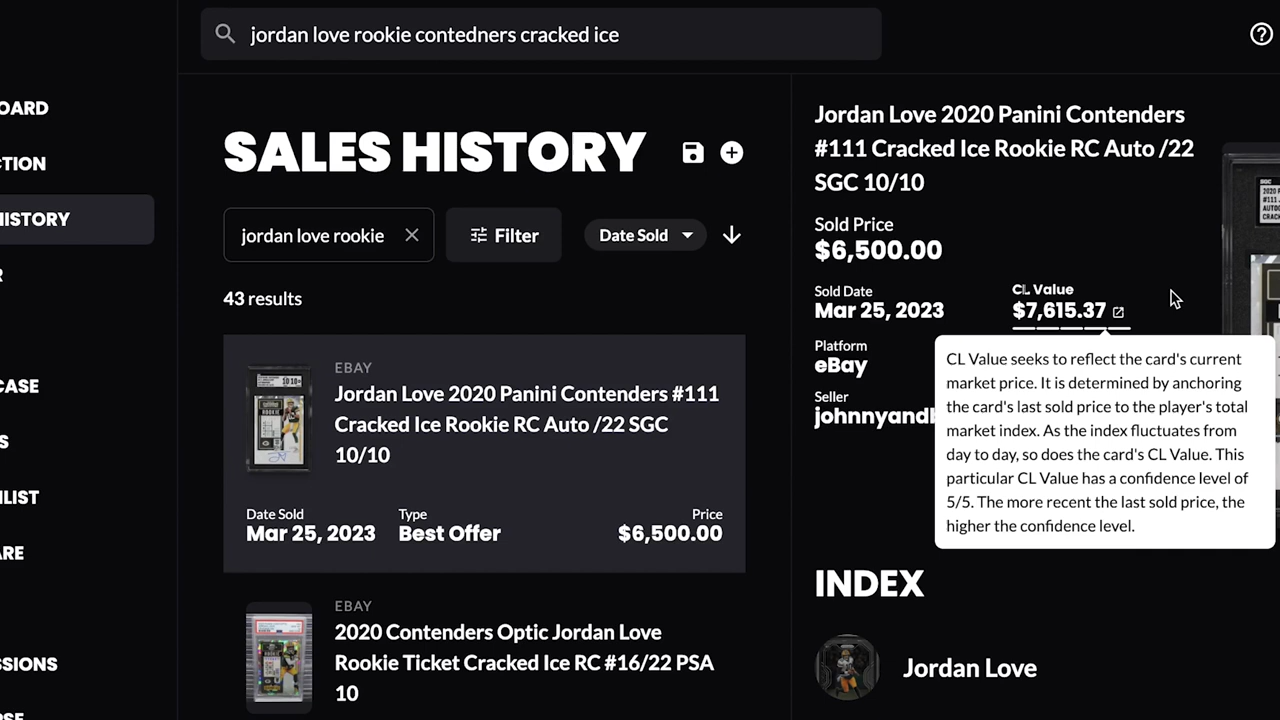 jordan love rookie contedners cracked ice
OARD
CTION
HISTORY
R
CASE
S
LIST
ARE
SSIONS
SALES HISTORY
jordan love rookie
Filter
Date Sold
43 results
EBAY
Jordan Love 2020 Panini Contenders #111
Cracked Ice Rookie RC Auto /22 SGC
10/10
Date Sold
Type
Price
Mar 25, 2023
Best Offer
$6,500.00
EBAY
2020 Contenders Optic Jordan Love
Rookie Ticket Cracked Ice RC #16/22 PSA
10
Jordan Love 2020 Panini Contenders
#111 Cracked Ice Rookie RC Auto /22
SGC 10/10
Sold Price
$6,500.00
Sold Date
CL Value
Mar 25, 2023
$7,615.37
Platform
eBay
Seller
johnnyand
CL Value seeks to reflect the card's current
market price. It is determined by anchoring
the card's last sold price to the player's total
market index. As the index fluctuates from
day to day, so does the card's CL Value. This
particular CL Value has a confidence level of
5/5. The more recent the last sold price, the
higher the confidence level.
INDEX
Jordan Love